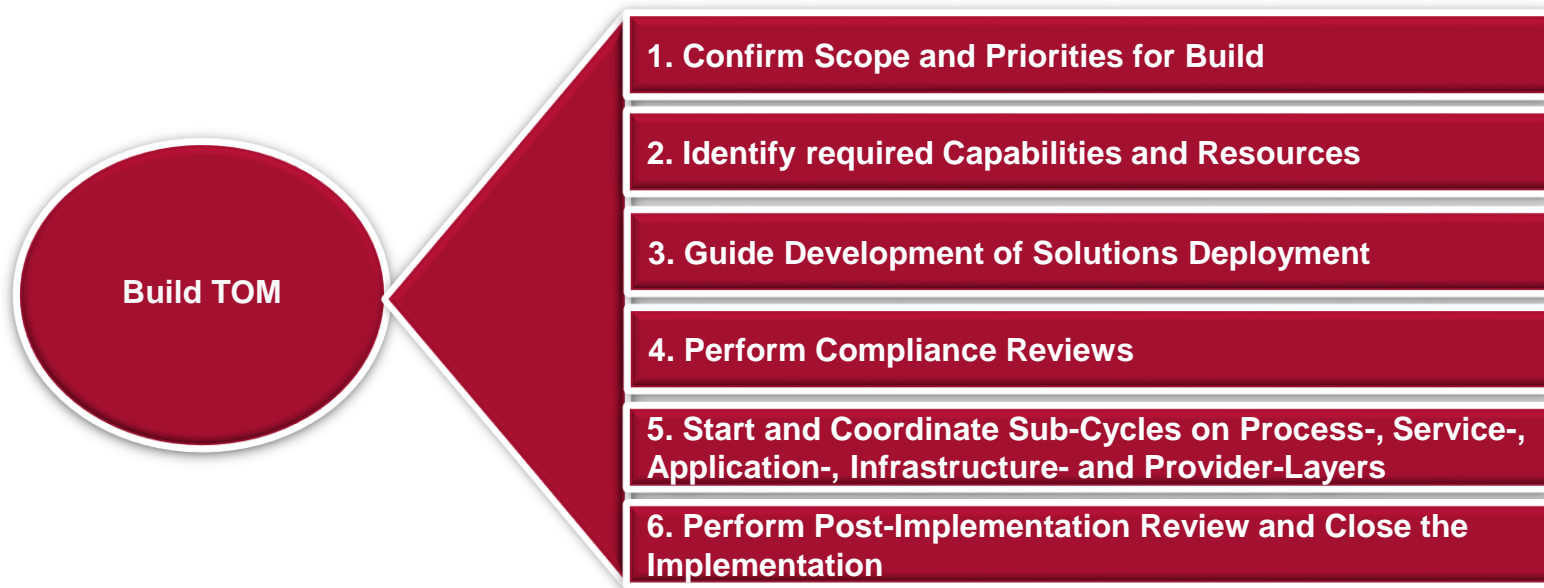 Build TOM
1. Confirm Scope and Priorities for Build
2. Identify required Capabilities and Resources
3. Guide Development of Solutions Deployment
4. Perform Compliance Reviews
5. Start and Coordinate Sub-Cycles on Process-, Service-,
Application-, Infrastructure- and Provider-Layers
6. Perform Post-Implementation Review and Close the
Implementation